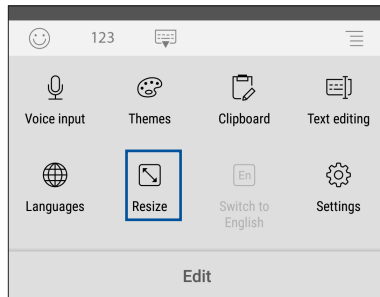 123
Voice input
Themes
Clipboard
Text editing
Languages
Resize
En
Switch to
English
Settings
Edit